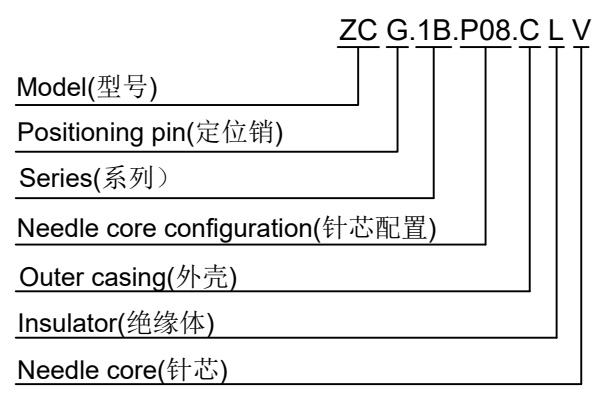 ZC G.1B.P08.C L V
Model(型号)
Positioning pin(定位销)
Series(系列）
Needle core configuration(针芯配置)
Outer casing(外壳)
Insulator(绝缘体)
Needle core(针芯)